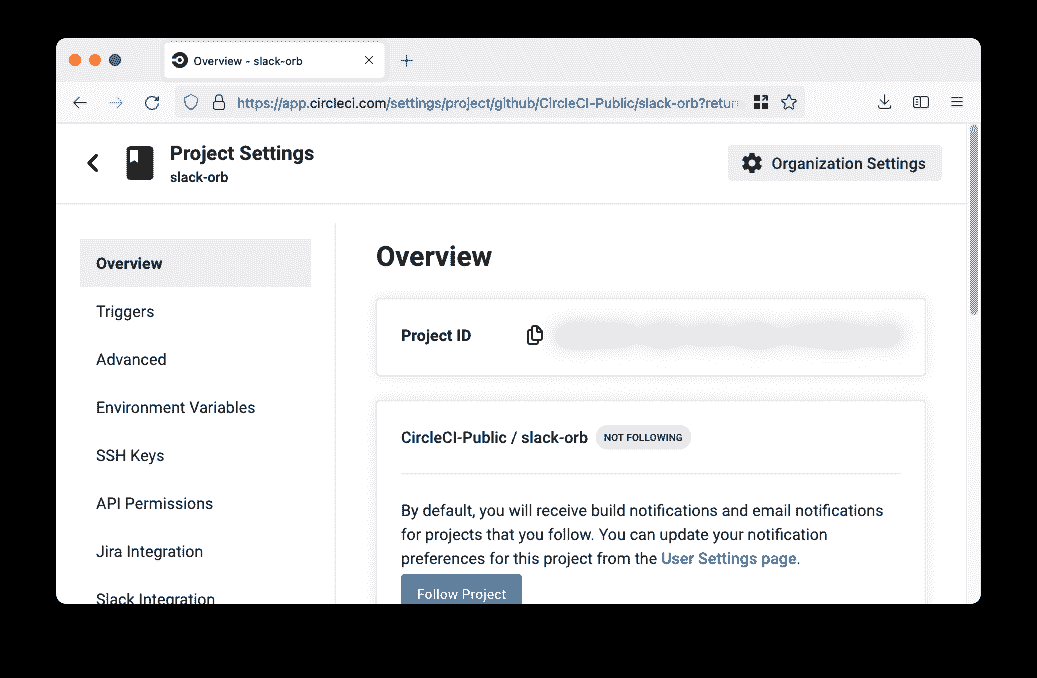 Overview - slack-orb
https://app.circleci.com/settings/project/github/CircleCI-Public/slack-orb?retur
Project Settings
slack-orb
Organization Settings
Overview
Triggers
Advanced
Environment Variables
SSH Keys
API Permissions
Jira Integration
Slack Integration
Overview
Project ID
CircleCI-Public / slack-orb NOT FOLLOWING
By default, you will receive build notifications and email notifications
for projects that you follow. You can update your notification
preferences for this project from the User Settings page.
Follow Project